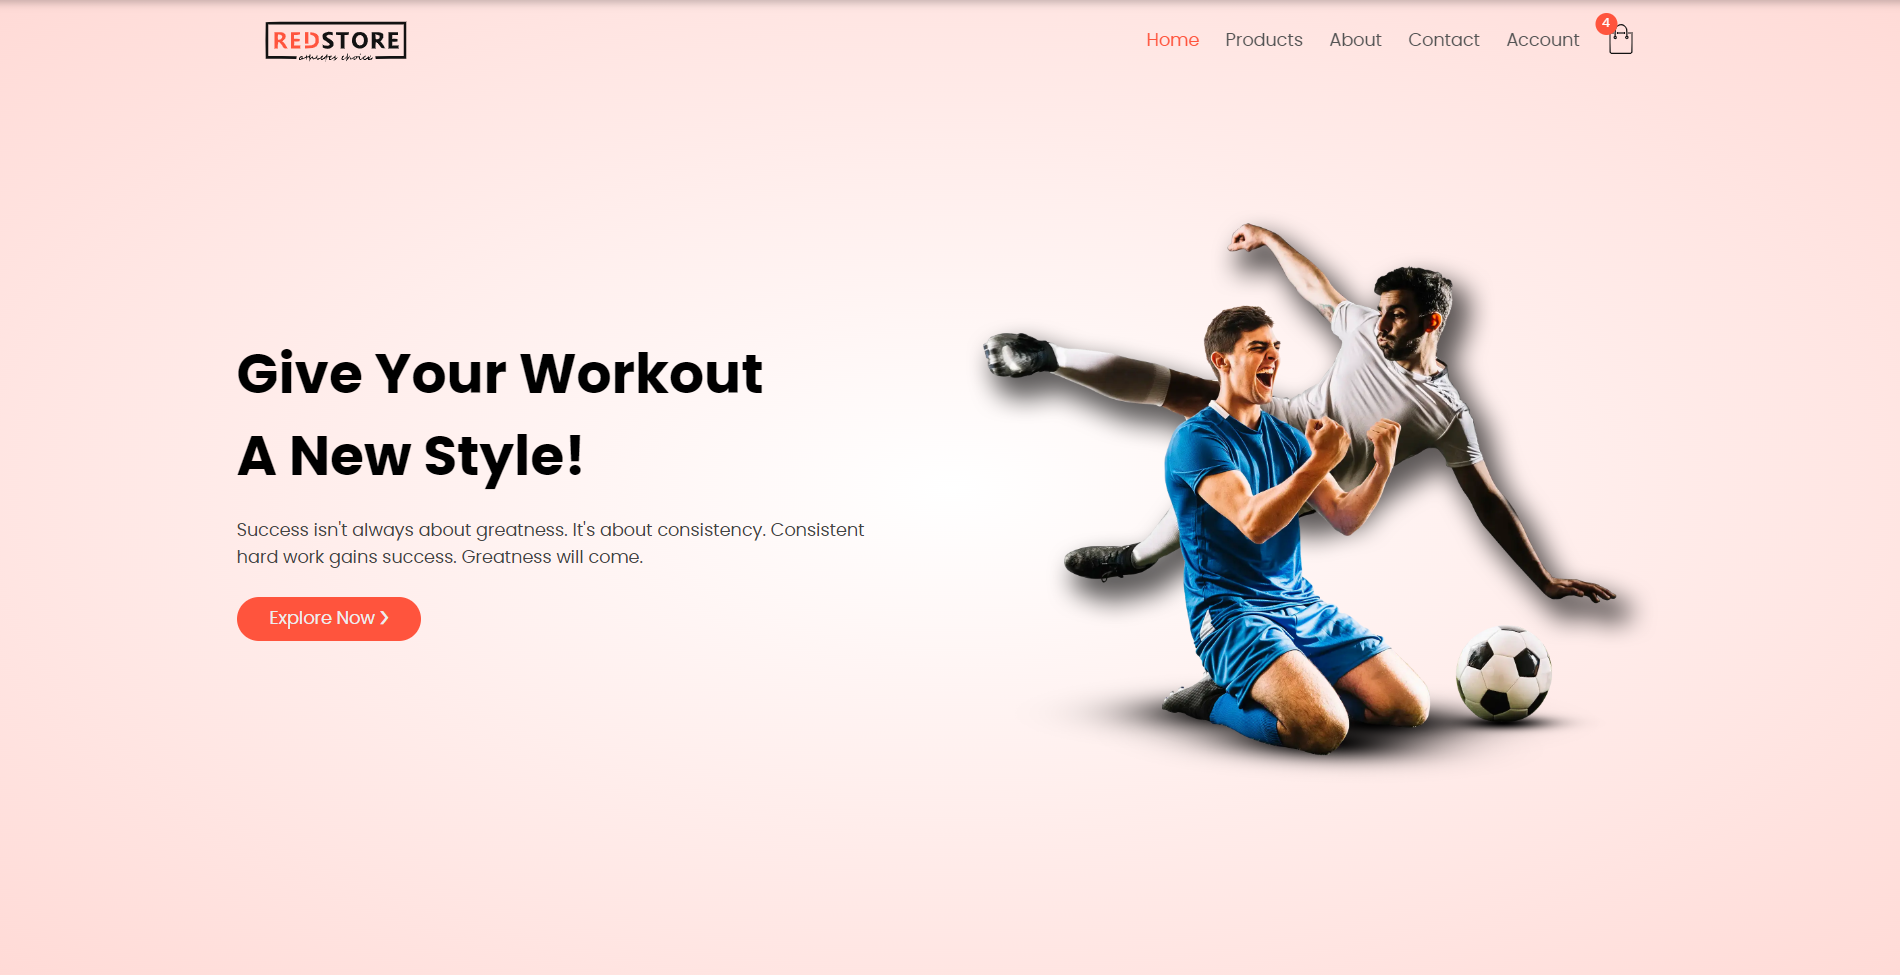 REDSTORE
athletes choice
Home Products About Contact Account 4
Give Your Workout
A New Style!
Success isn't always about greatness. It's about consistency. Consistent
hard work gains success. Greatness will come.
Explore Now ❯